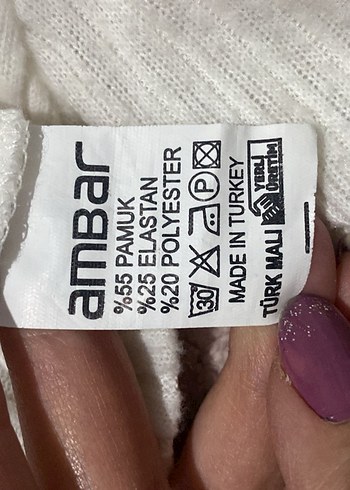 amBar
%55 PAMUK
%25 ELASTAN
%20 POLYESTER
30 P
MADE IN TURKEY
TÜRK MALI YERLİ
ÜRETİM